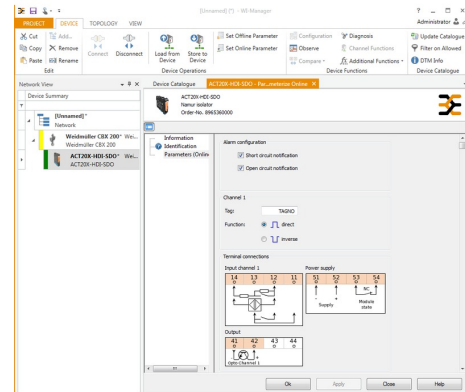 [Unnamed] (*) - WI-Manager
PROJECT DEVICE TOPOLOGY VIEW Administrator
Cut Add...
Copy Remove
Paste Rename
Connect Disconnect
Load from Device
Store to Device
Set Offline Parameter
Set Online Parameter
Configuration Diagnosis
Observe Channel Functions
Compare Additional Functions
Update Catalogue
Filter on Allowed
DTM Info
Edit Device Operations Device Functions Device Catalogue
Network View
Device Catalogue ACT20X-HDI-SDO - Par...meterize Online
Device Summary
[Unnamed]*
Network
Weidmüller CBX 200* Wei...
Weidmüller CBX 200
ACT20X-HDI-SDO* Wei...
ACT20X-HDI-SDO
ACT20X-HDI-SDO
Namur isolator
Order-No. 8965360000
Information
Identification
Parameters (Online
Alarm configuration
Short circuit notification
Open circuit notification
Channel 1
Tag: TAGNO
Function: direct
inverse
Terminal connections
Input channel 1 Power supply
14 13 12 11 51 52 53 54
NC
- +
Supply Module state
Output
41 42 43 44
Opto Channel 1
Ok Apply Close Help